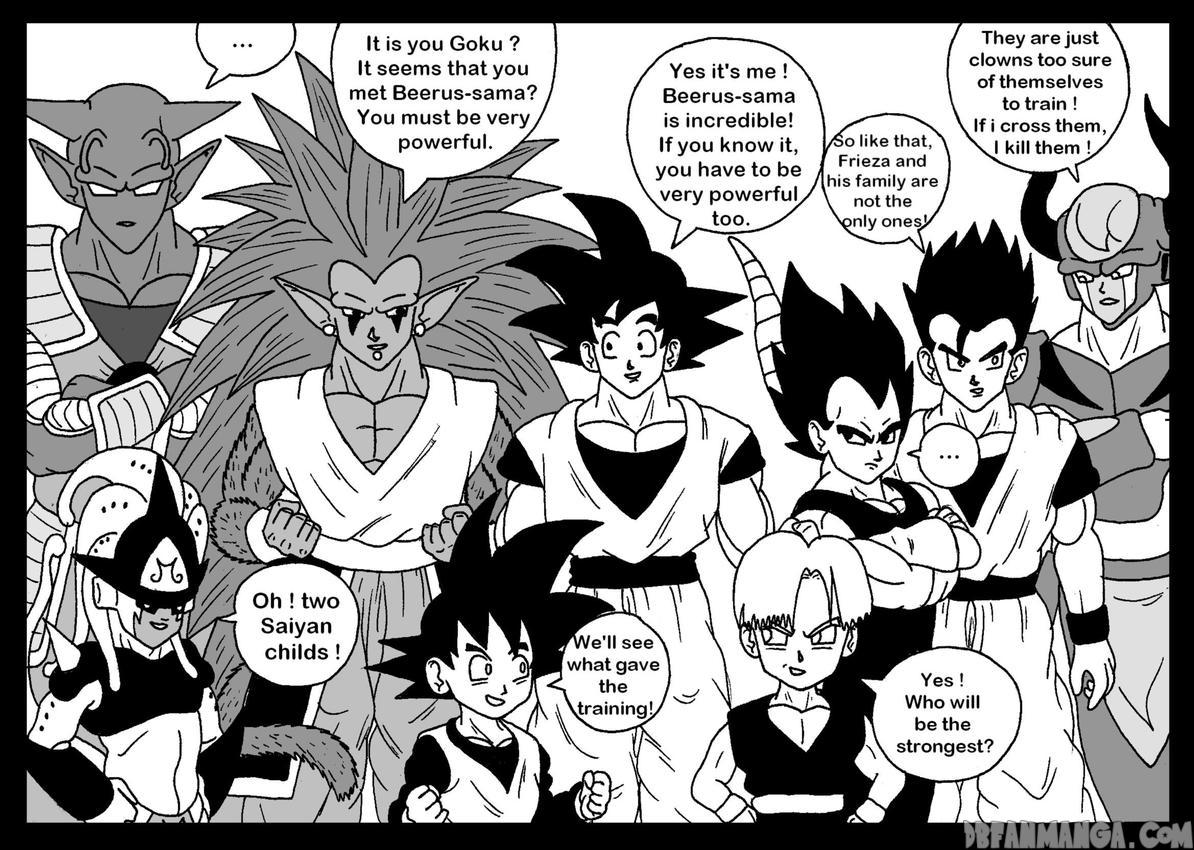 ...
It is you Goku ?
It seems that you
met Beerus-sama?
You must be very
powerful.
Yes it's me !
Beerus-sama
is incredible!
If you know it,
you have to be
very powerful
too.
So like that,
Frieza and
his family are
not the
only ones!
They are just
clowns too sure
of themselves
to train !
If i cross them,
I kill them !
...
Oh ! two
Saiyan
childs !
We'll see
what gave
the
training!
Yes !
Who will
be the
strongest?
DBFANMANGA.COM